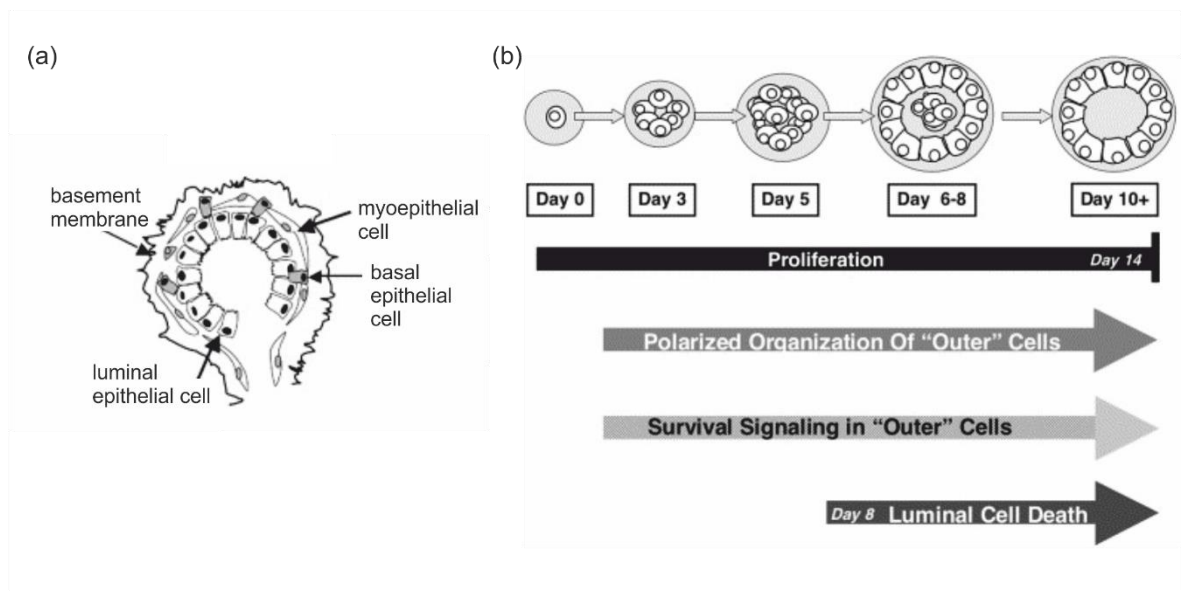 (a)
basement
membrane
myoepithelial
cell
basal
epithelial
cell
luminal
epithelial cell
(b)
Day 0
Day 3
Day 5
Day 6-8
Day 10+
Proliferation
Day 14
Polarized Organization Of "Outer" Cells
Survival Signaling in "Outer" Cells
Day 8 Luminal Cell Death